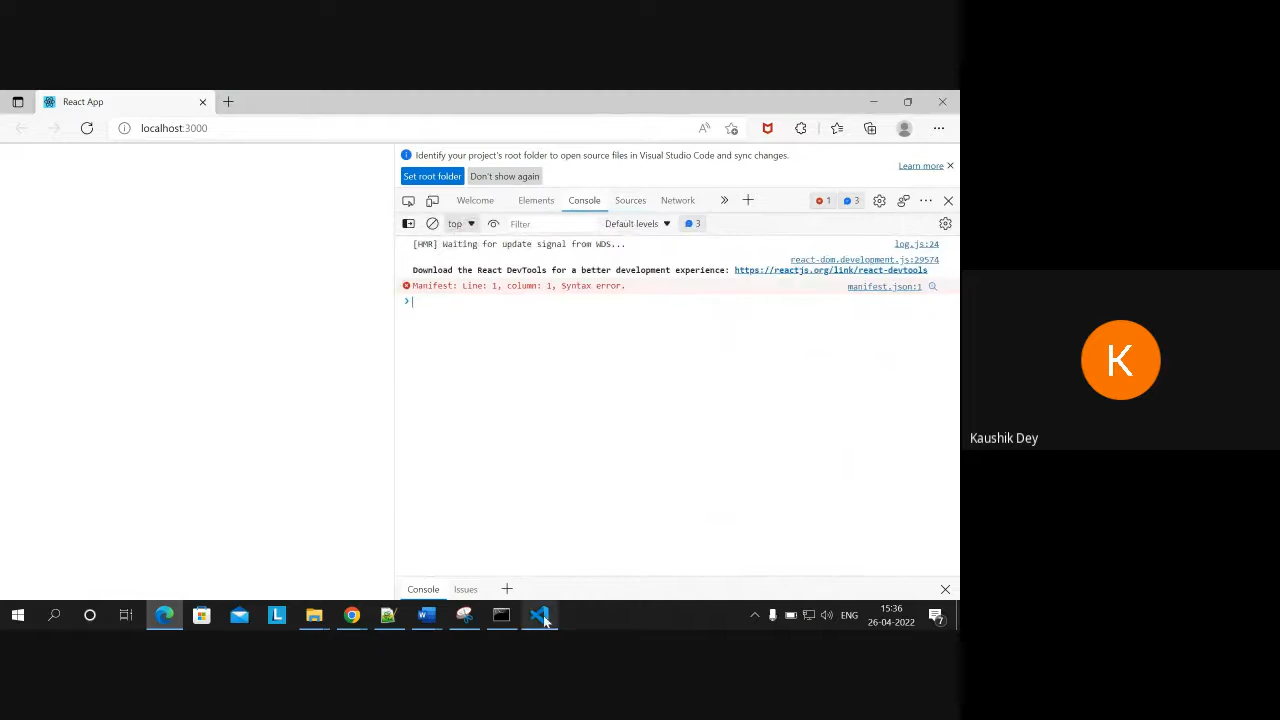 React App
localhost:3000
Identify your project's root folder to open source files in Visual Studio Code and sync changes.
Learn more
Set root folder
Don't show again
Welcome
Elements
Console
Sources
Network
1
3
top
Filter
Default levels
3
[HMR] Waiting for update signal from WDS...
log.js:24
react-dom.development.js:29574
Download the React DevTools for a better development experience: https://reactjs.org/link/react-devtools
Manifest: Line: 1, column: 1, Syntax error.
manifest.json:1
K
Kaushik Dey
Console
Issues
L
ENG
15:36
26-04-2022
7